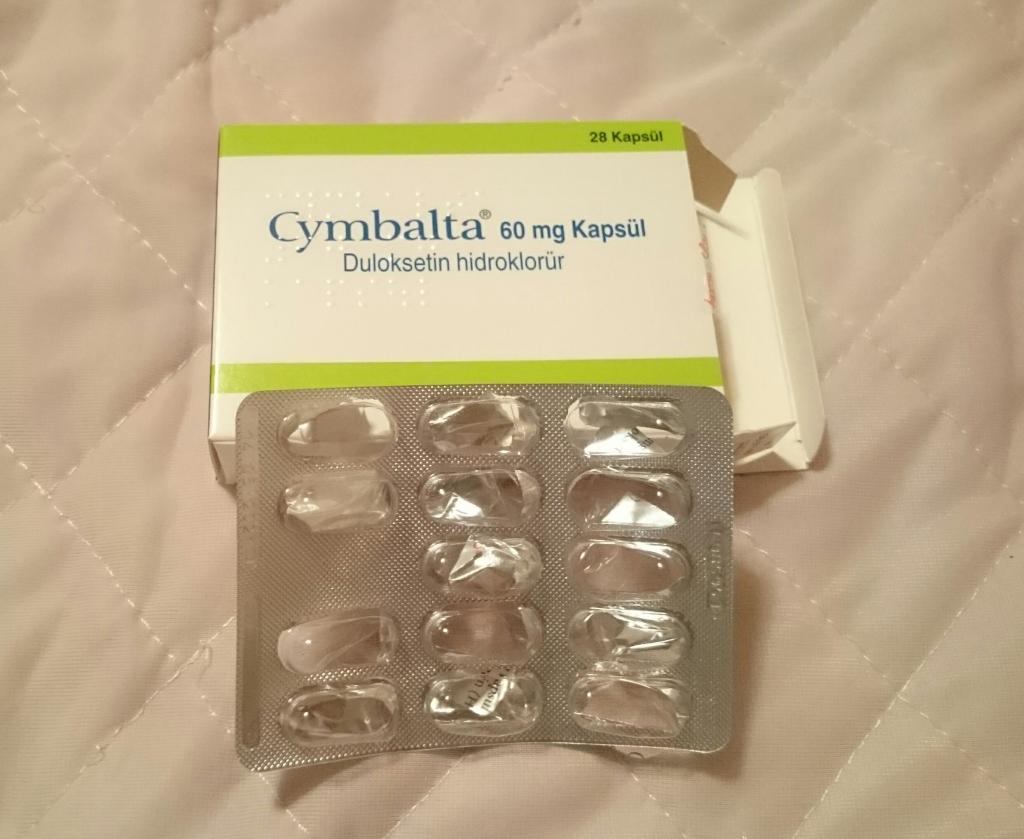 28 Kapsül
Cymbalta® 60 mg Kapsül
Duloksetin hidroklorür